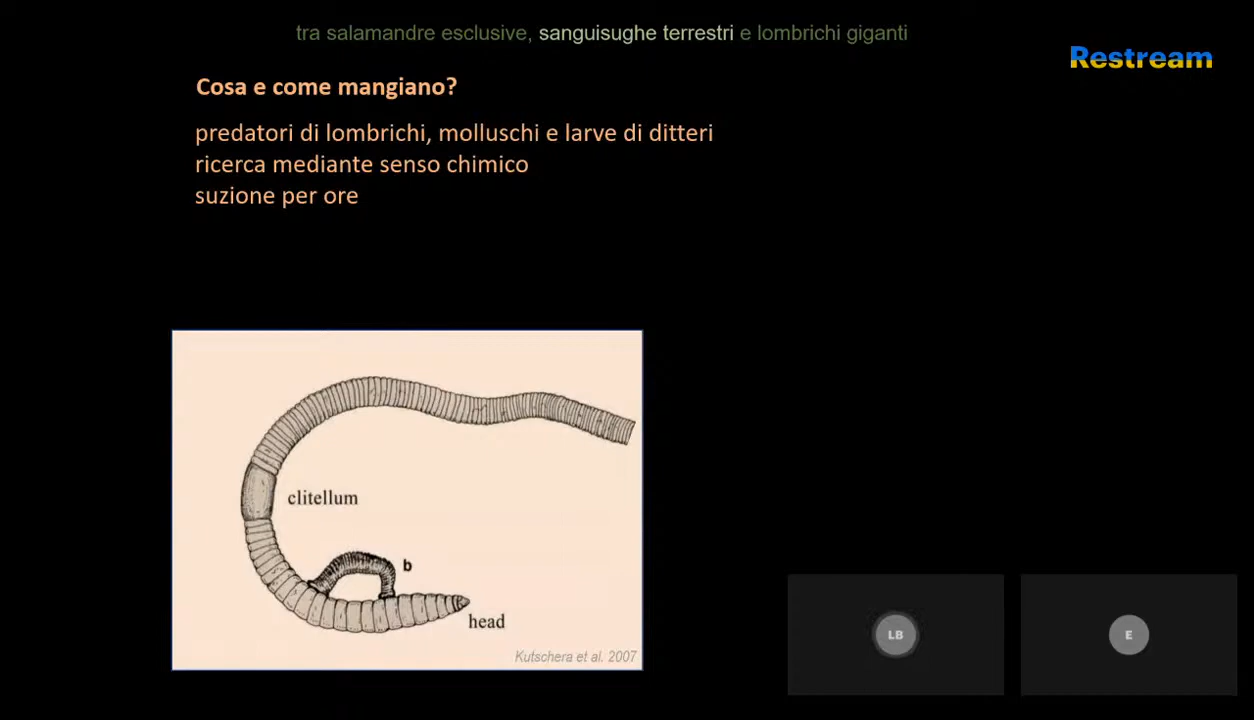 tra salamandre esclusive, sanguisughe terrestri e lombrichi giganti
Restream
Cosa e come mangiano?
predatori di lombrichi, molluschi e larve di ditteri
ricerca mediante senso chimico
suzione per ore
clitellum
b
head
Kutschera et al. 2007
LB
E